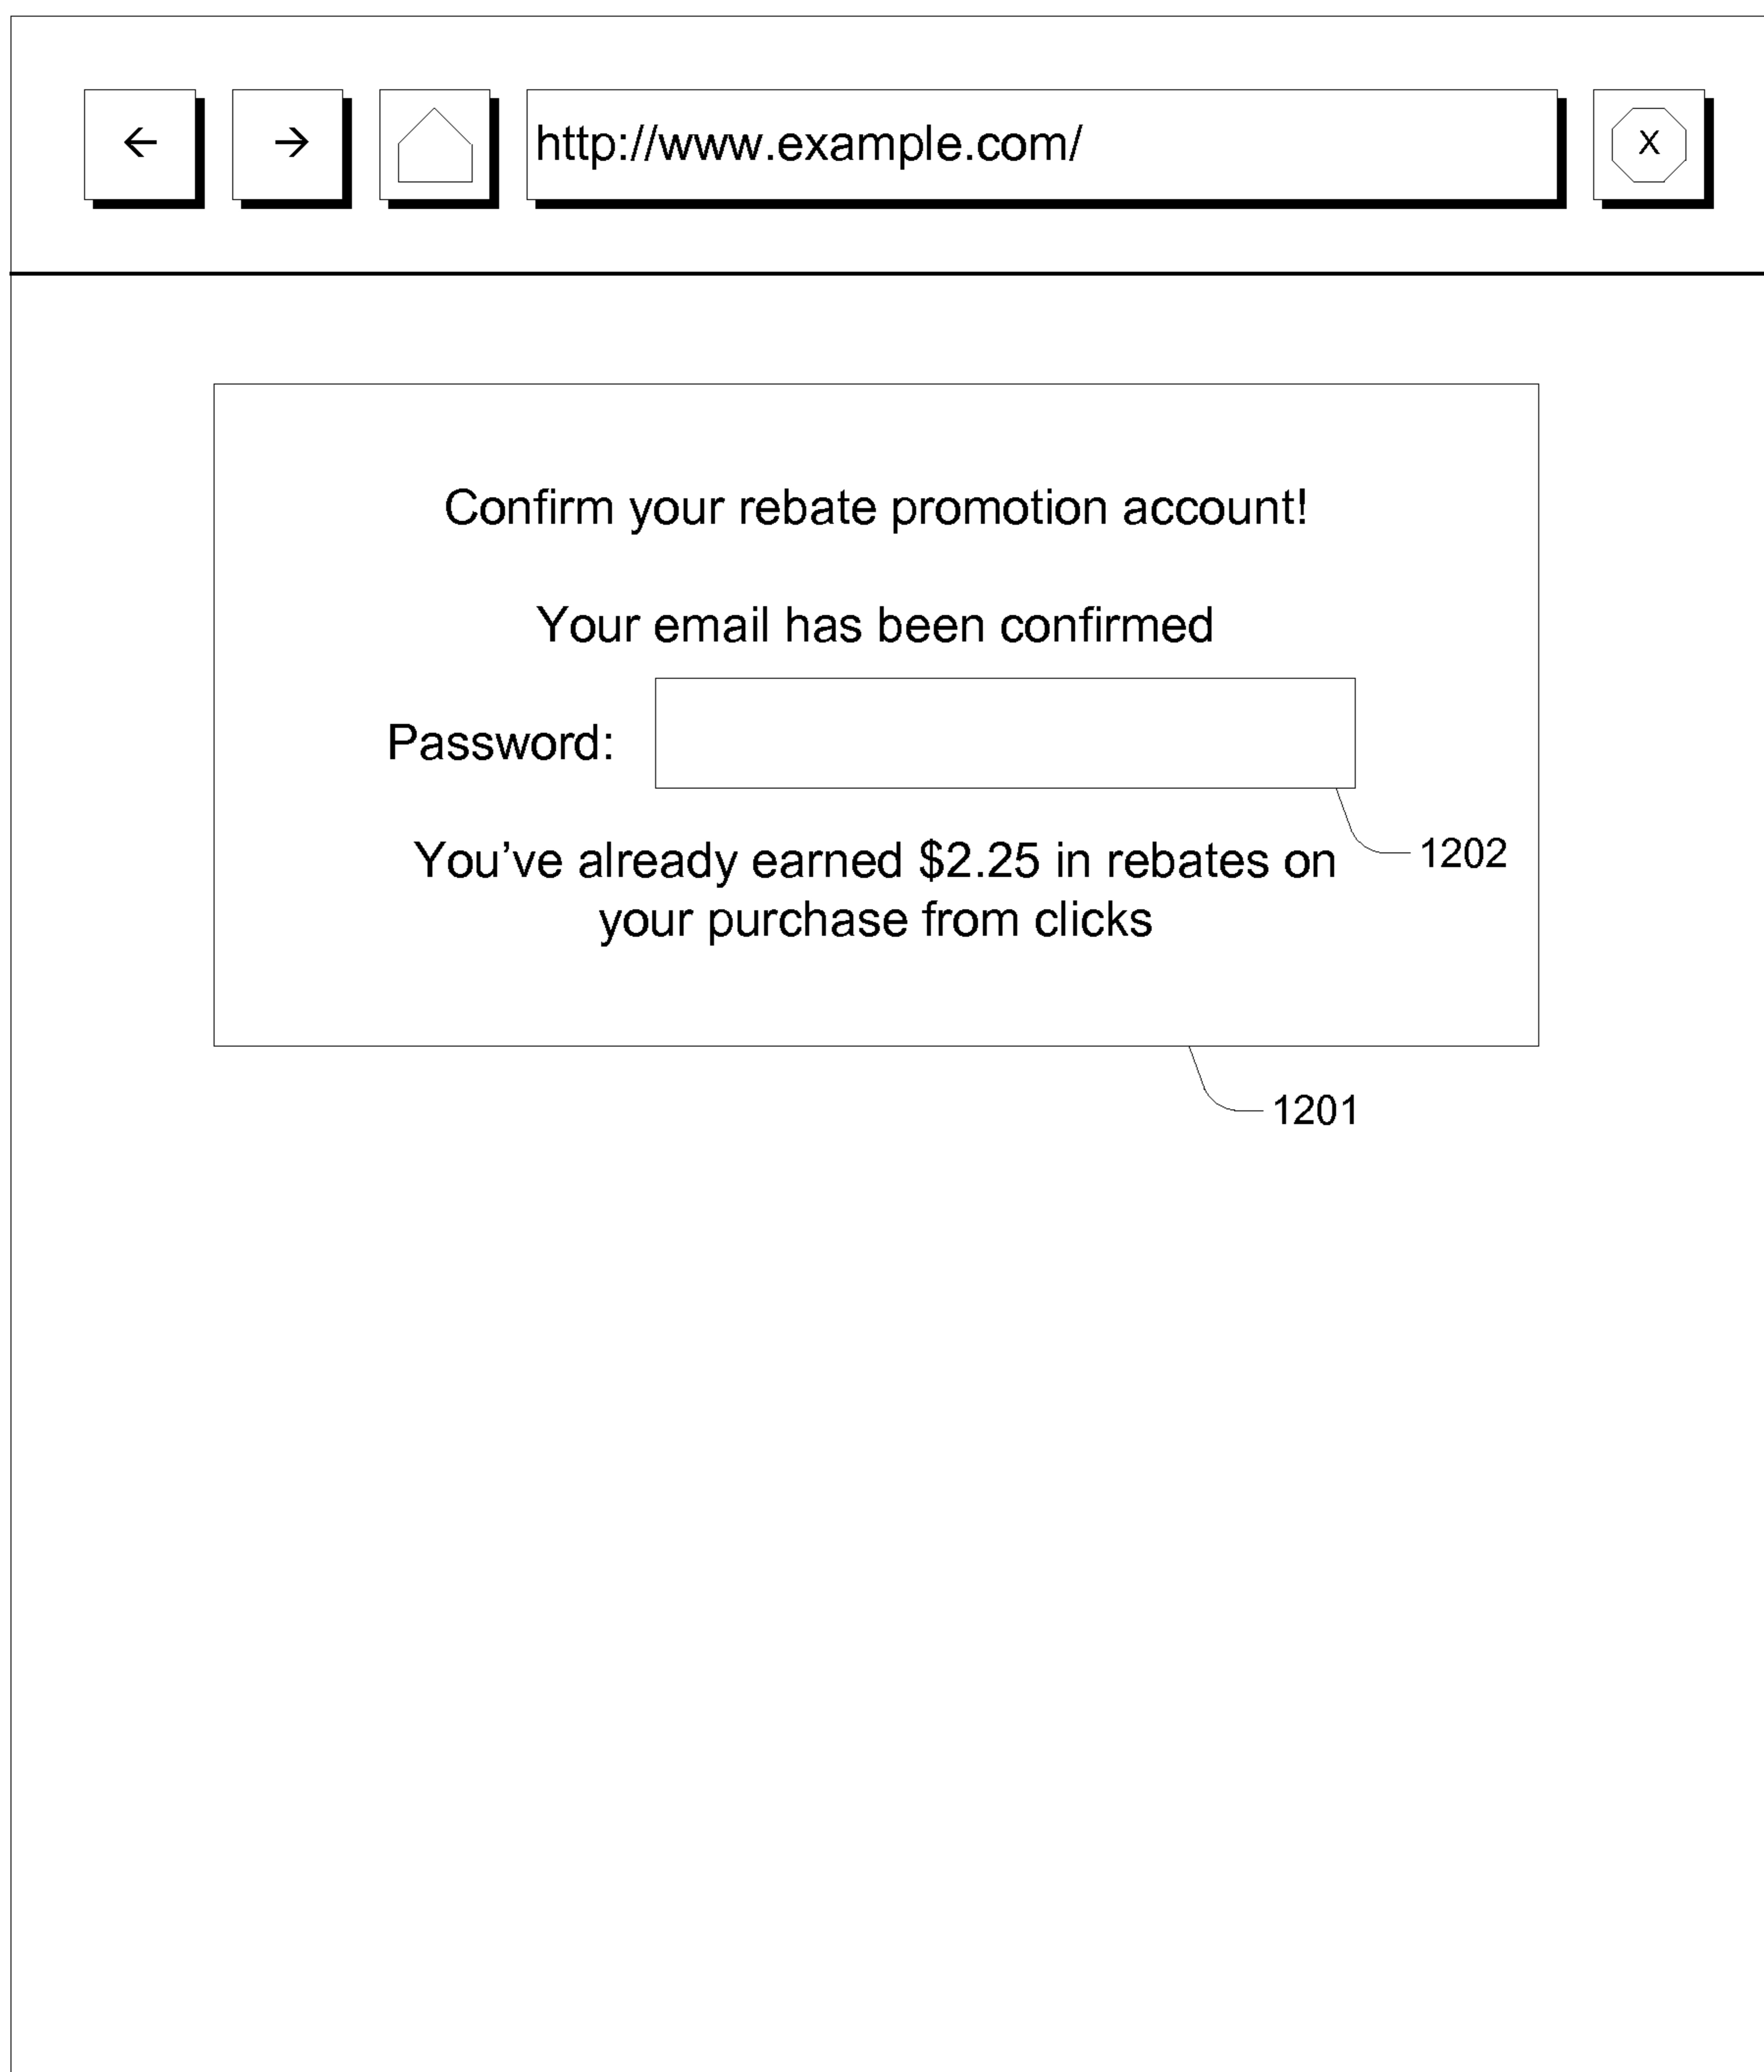 ←
→
http://www.example.com/
X
Confirm your rebate promotion account!
Your email has been confirmed
Password:
You’ve already earned $2.25 in rebates on
your purchase from clicks
1202
1201